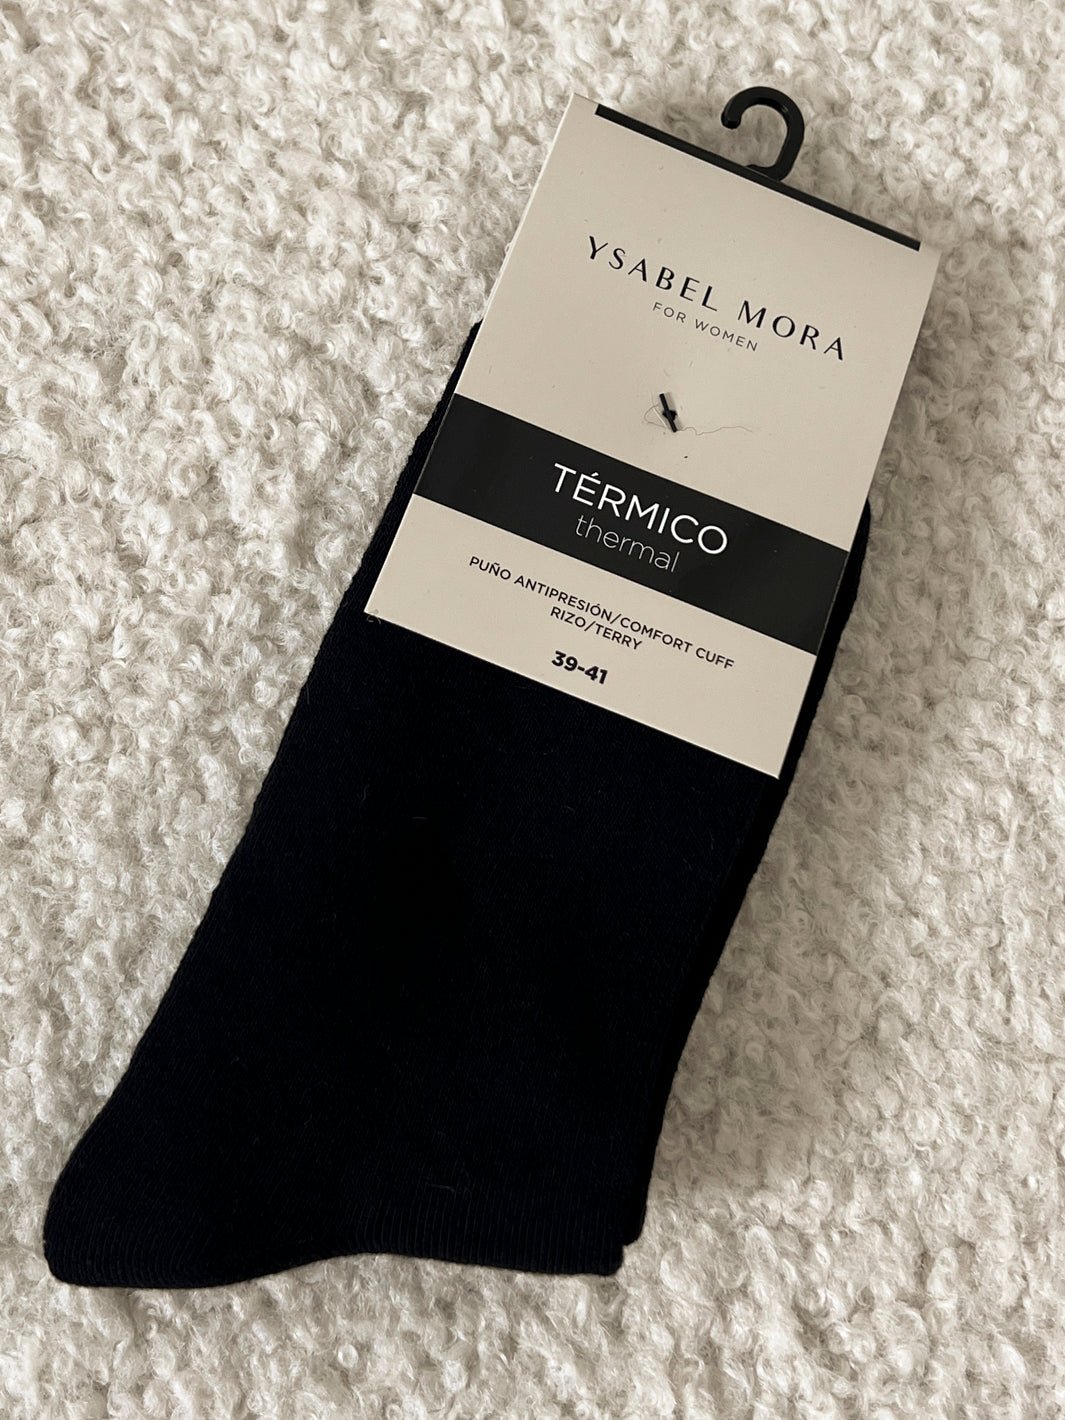 YSABEL MORA
FOR WOMEN
TÉRMICO
thermal
PUÑO ANTIPRESIÓN/COMFORT CUFF
RIZO/TERRY
39-41